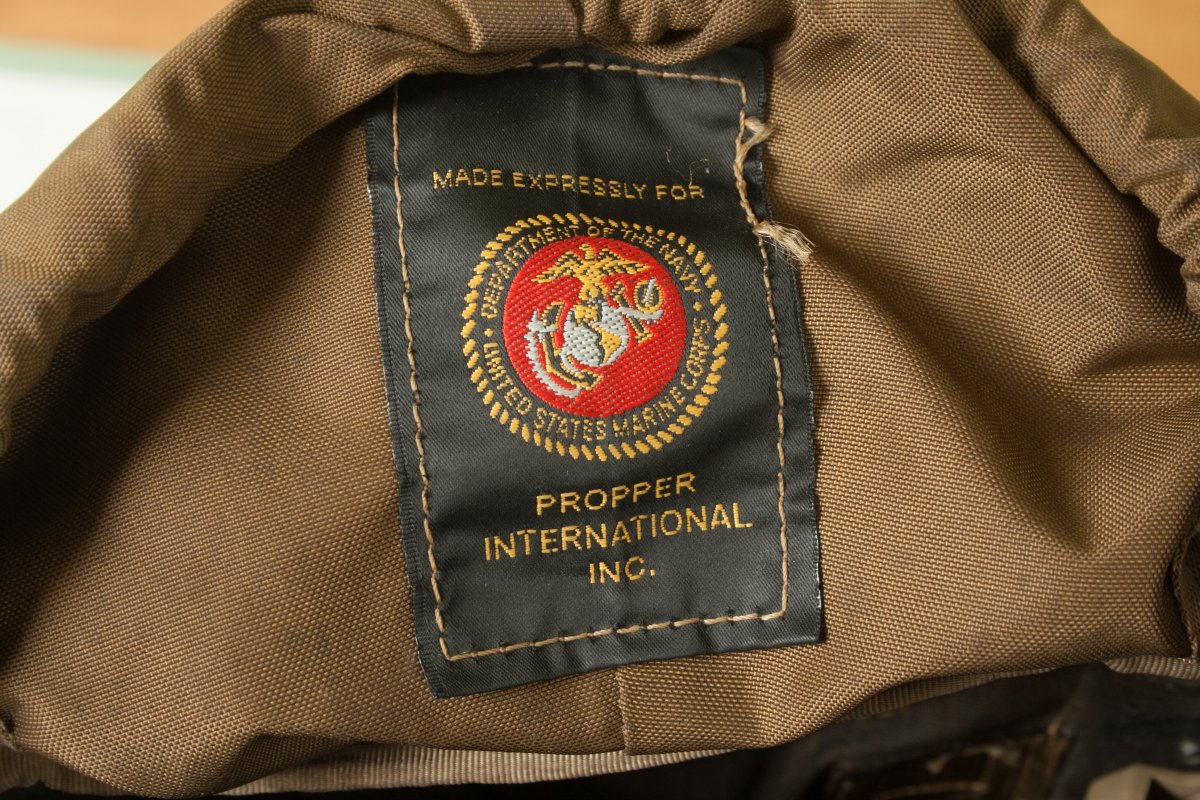 MADE EXPRESSLY FOR
DEPARTMENT OF THE NAVY
UNITED STATES MARINE CORPS
PROPPER
INTERNATIONAL
INC.